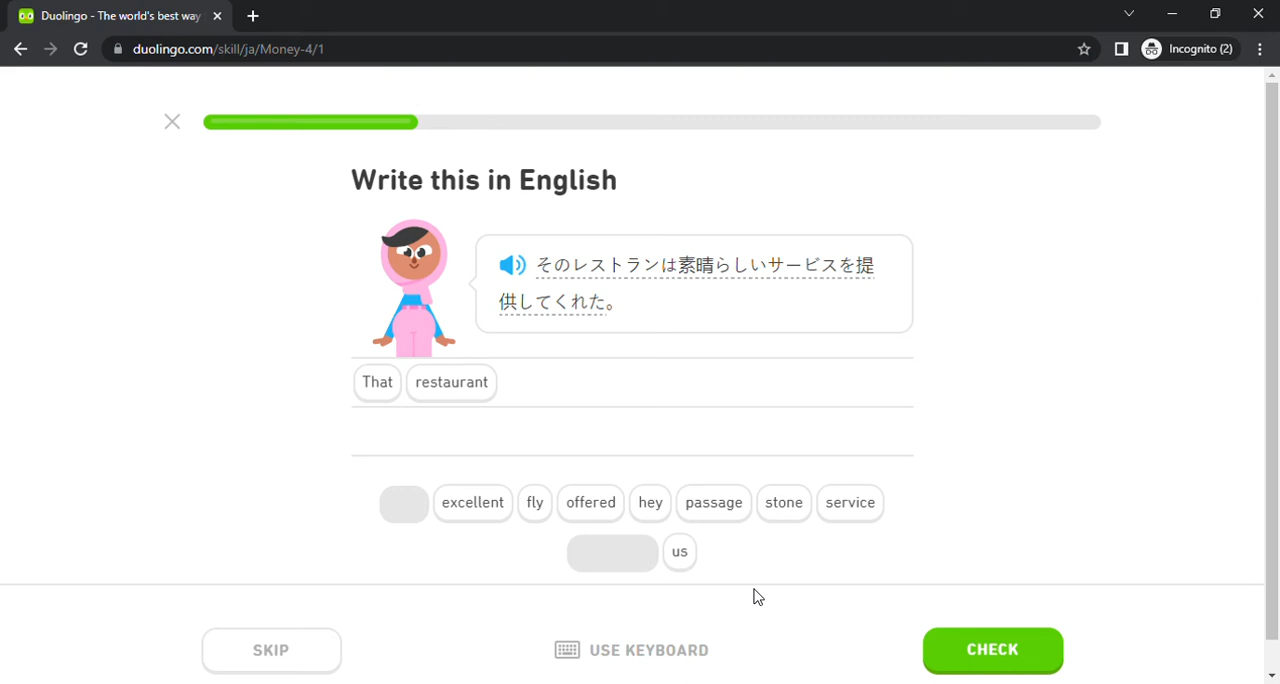 Duolingo - The world's best way
duolingo.com/skill/ja/Money-4/1
Incognito (2)
Write this in English
そのレストランは素晴らしいサービスを提
供してくれた。
That restaurant
excellent fly offered hey passage stone service
us
SKIP USE KEYBOARD CHECK